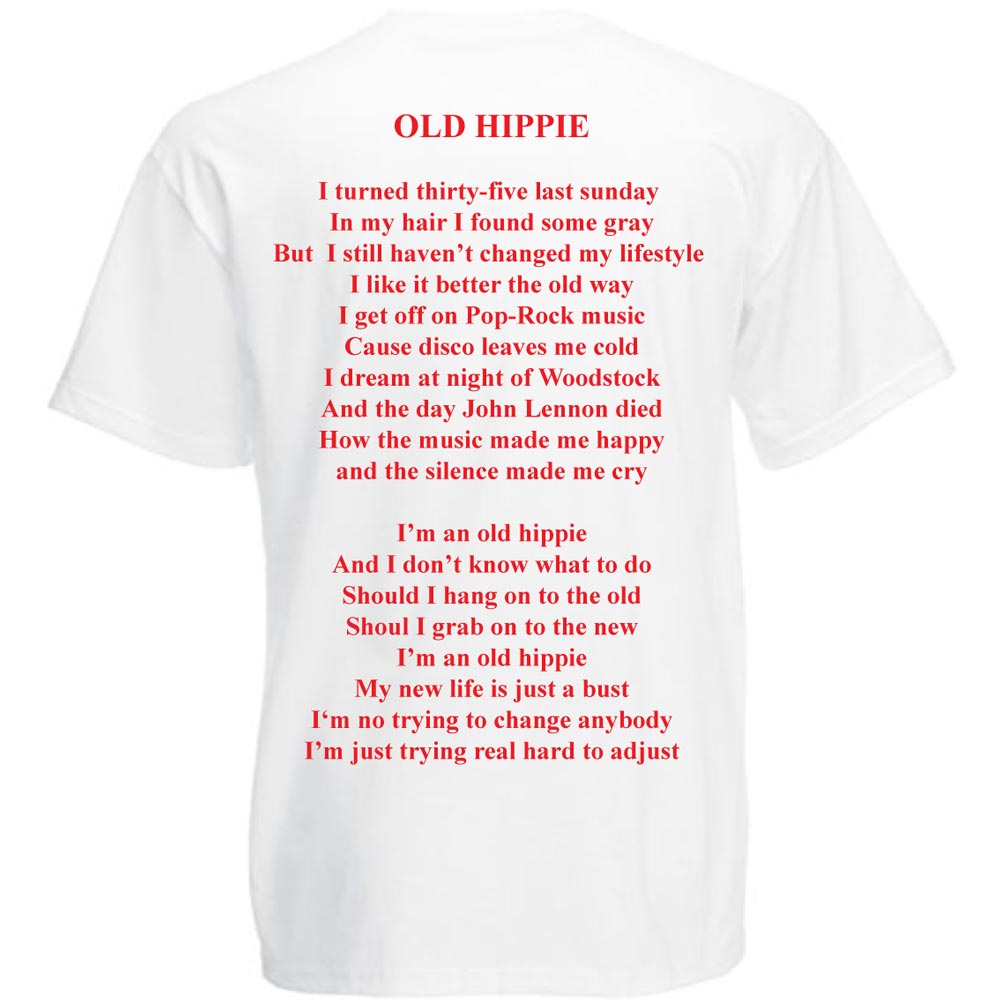 OLD HIPPIE
I turned thirty-five last sunday
In my hair I found some gray
But  I still haven’t changed my lifestyle
I like it better the old way
I get off on Pop-Rock music
Cause disco leaves me cold
I dream at night of Woodstock
And the day John Lennon died
How the music made me happy
and the silence made me cry
I’m an old hippie
And I don’t know what to do
Should I hang on to the old
Shoul I grab on to the new
I’m an old hippie
My new life is just a bust
I‘m no trying to change anybody
I’m just trying real hard to adjust